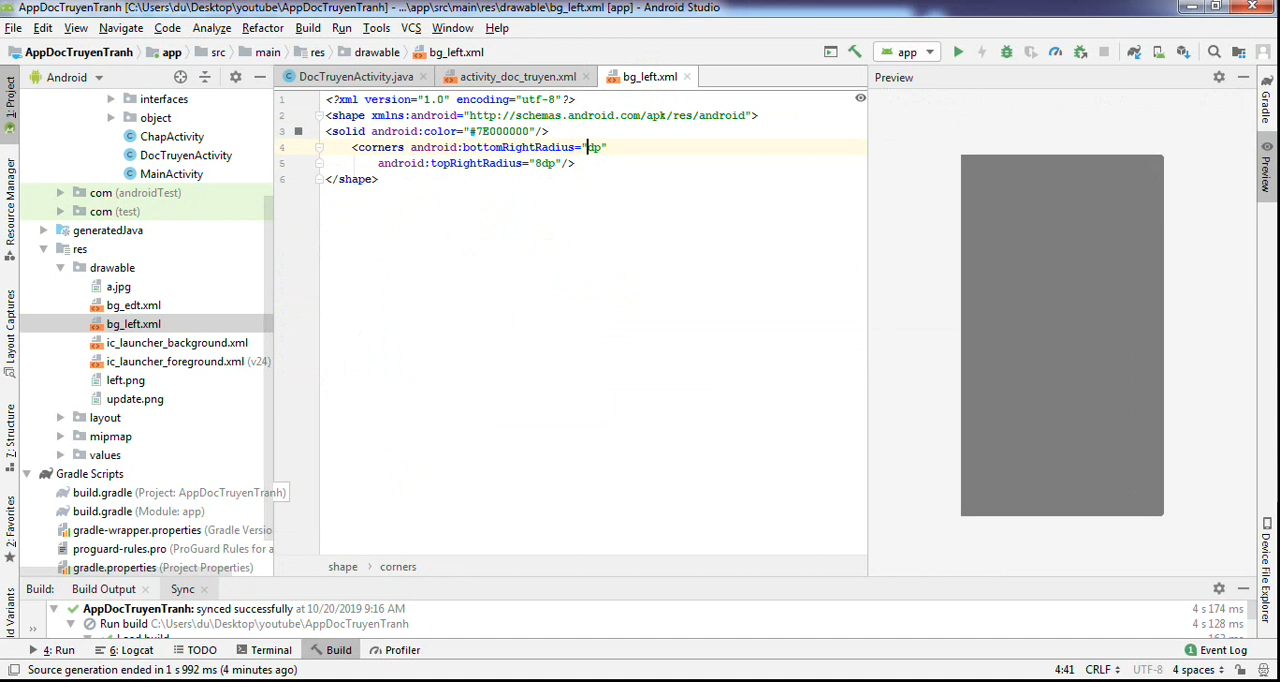 AppDocTruyenTranh [C:\Users\du\Desktop\youtube\AppDocTruyenTranh] - ...\app\src\main\res\drawable\bg_left.xml [app] - Android Studio
File Edit View Navigate Code Analyze Refactor Build Run Tools VCS Window Help
AppDocTruyenTranh app src main res drawable bg_left.xml app
Android
DocTruyenActivity.java activity_doc_truyen.xml bg_left.xml
Preview
1: Project
Resource Manager
Layout Captures
7: Structure
2: Favorites
interfaces
object
ChapActivity
DocTruyenActivity
MainActivity
com (androidTest)
com (test)
generatedJava
res
drawable
a.jpg
bg_edt.xml
bg_left.xml
ic_launcher_background.xml
ic_launcher_foreground.xml (v24)
left.png
update.png
layout
mipmap
values
Gradle Scripts
build.gradle (Project: AppDocTruyenTranh)
build.gradle (Module: app)
gradle-wrapper.properties (Gradle Versio
proguard-rules.pro (ProGuard Rules for a
gradle.properties (Project Properties)
1 <?xml version="1.0" encoding="utf-8"?>
2 <shape xmlns:android="http://schemas.android.com/apk/res/android">
3 <solid android:color="#7E000000"/>
4 <corners android:bottomRightRadius="dp"
5 android:topRightRadius="8dp"/>
6 </shape>
shape › corners
Gradle
Preview
Device File Explorer
Build: Build Output Sync
AppDocTruyenTranh: synced successfully at 10/20/2019 9:16 AM 4 s 174 ms
Run build C:\Users\du\Desktop\youtube\AppDocTruyenTranh 4 s 128 ms
4: Run 6: Logcat TODO Terminal Build Profiler 1 Event Log
Source generation ended in 1 s 992 ms (4 minutes ago) 4:41 CRLF UTF-8 4 spaces